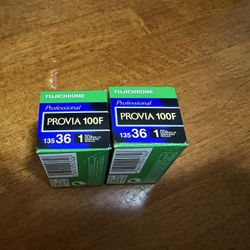 FUJICHROME
Professional
PROVIA 100F
135 36 1
FUJICHROME
Professional
PROVIA 100F
135 36 1